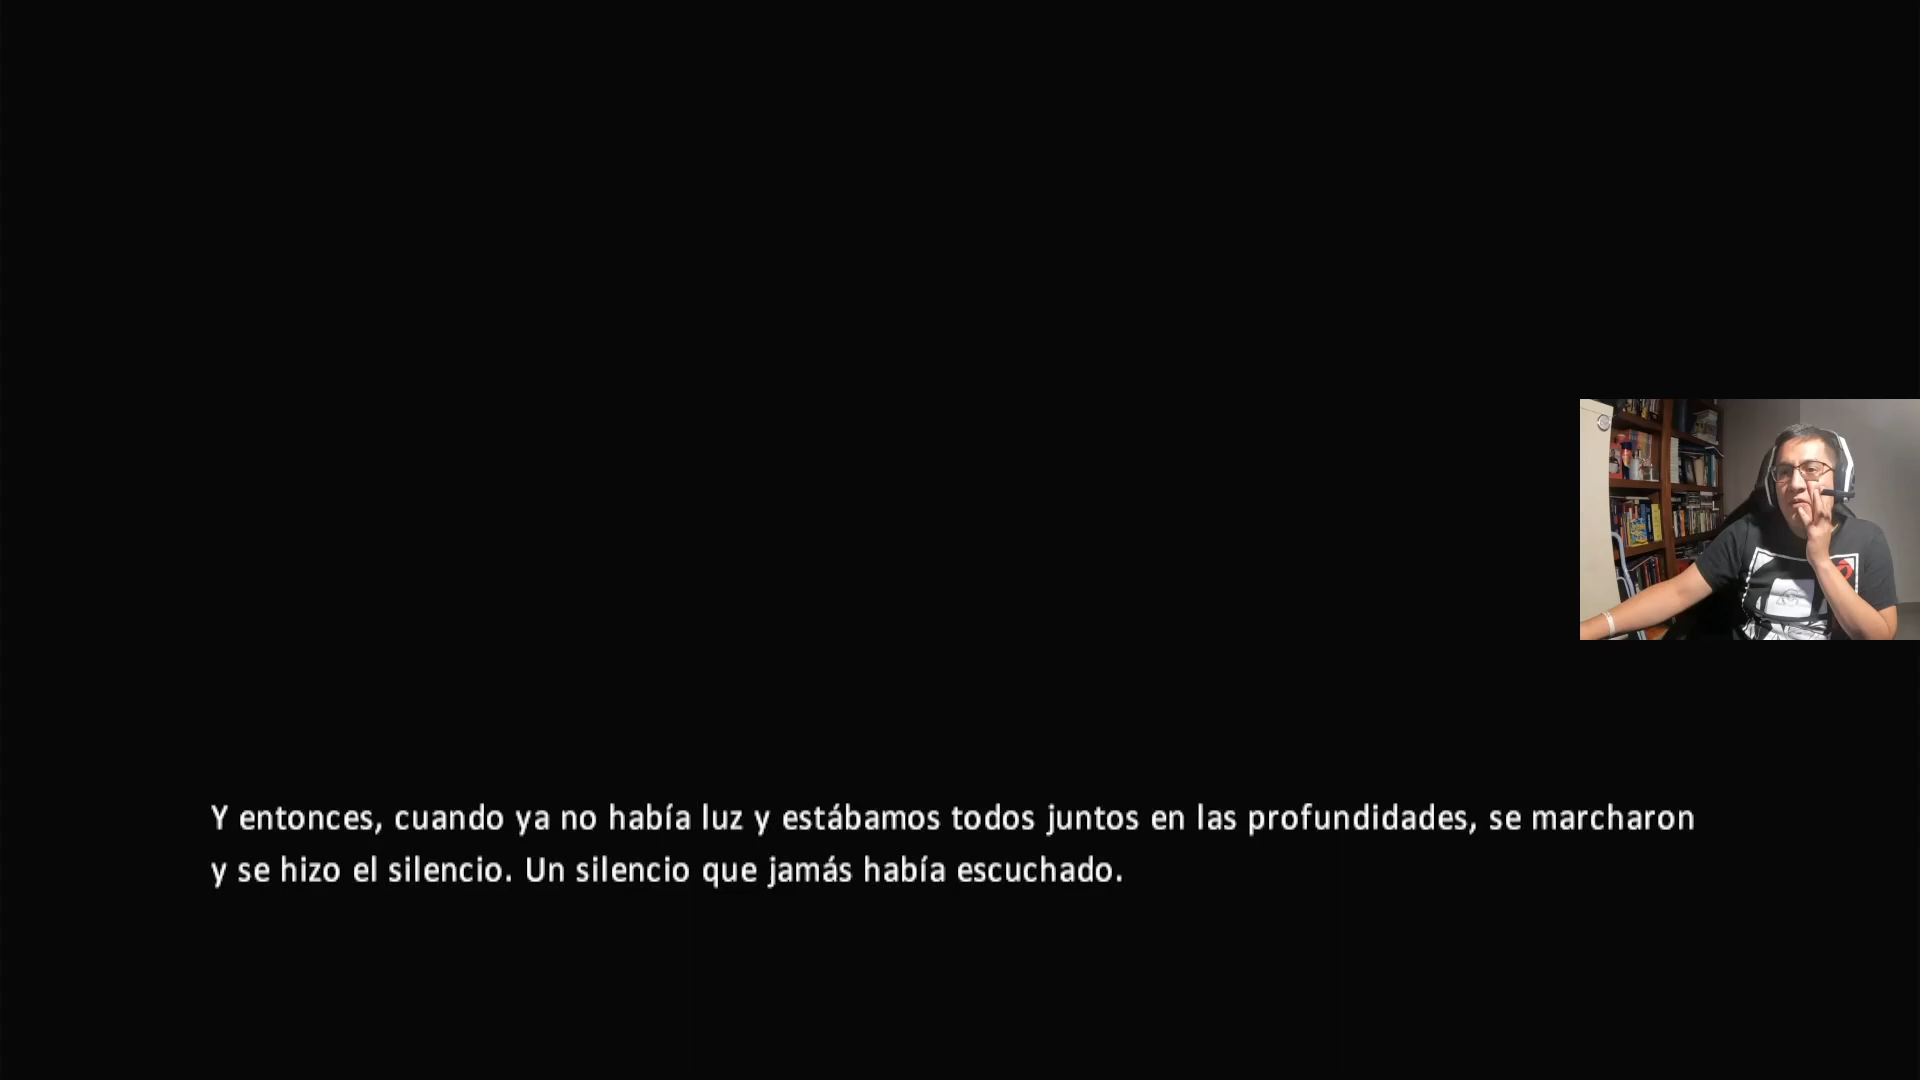 Y entonces, cuando ya no había luz y estábamos todos juntos en las profundidades, se marcharon
y se hizo el silencio. Un silencio que jamás había escuchado.